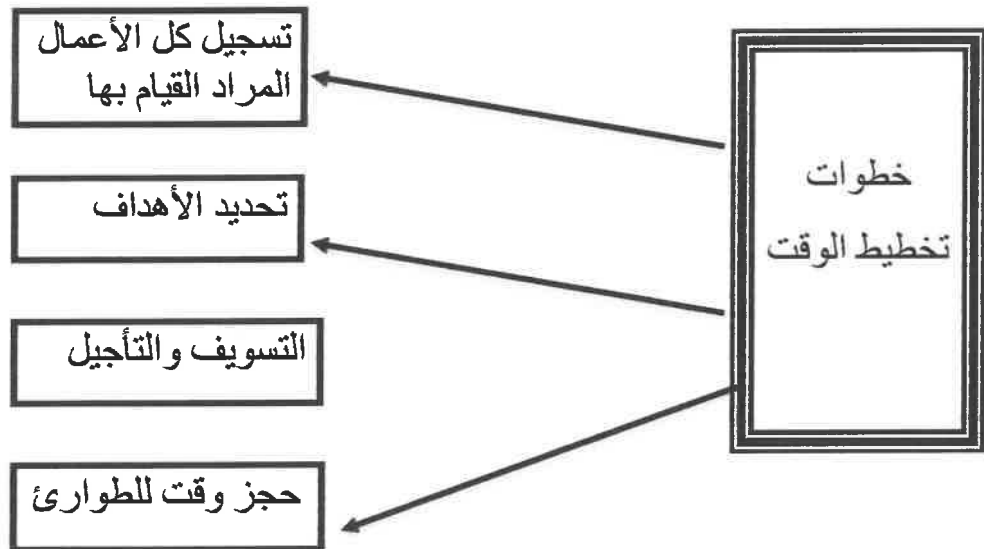 خطوات
تخطيط الوقت
تسجيل كل الأعمال
المراد القيام بها
تحديد الأهداف
التسويف والتأجيل
حجز وقت للطوارئ